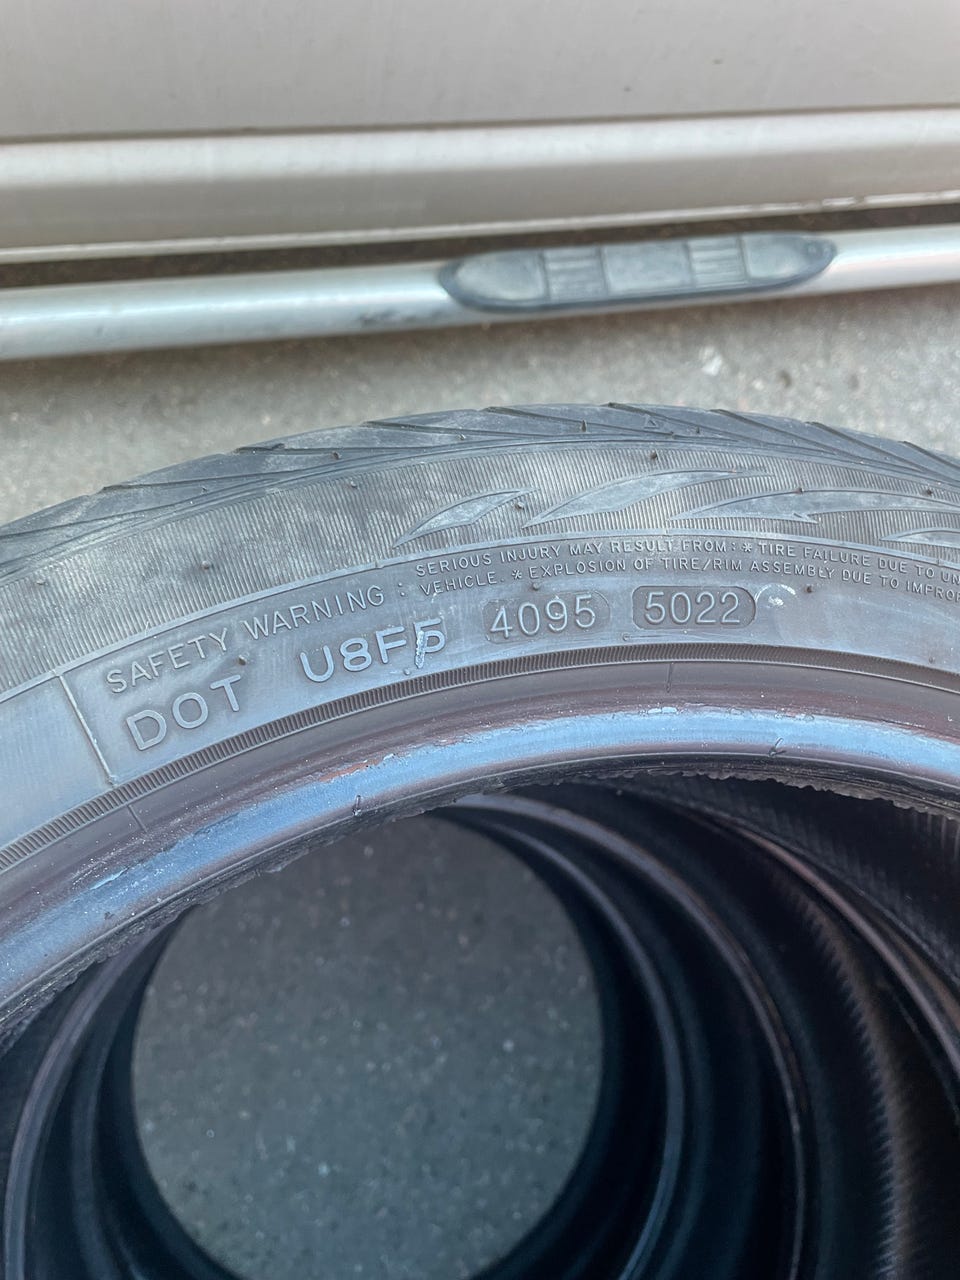 SAFETY WARNING : SERIOUS INJURY MAY RESULT FROM : * TIRE FAILURE DUE TO
VEHICLE. * EXPLOSION OF TIRE/RIM ASSEMBLY DUE TO
DOT U8F5 4095 5022